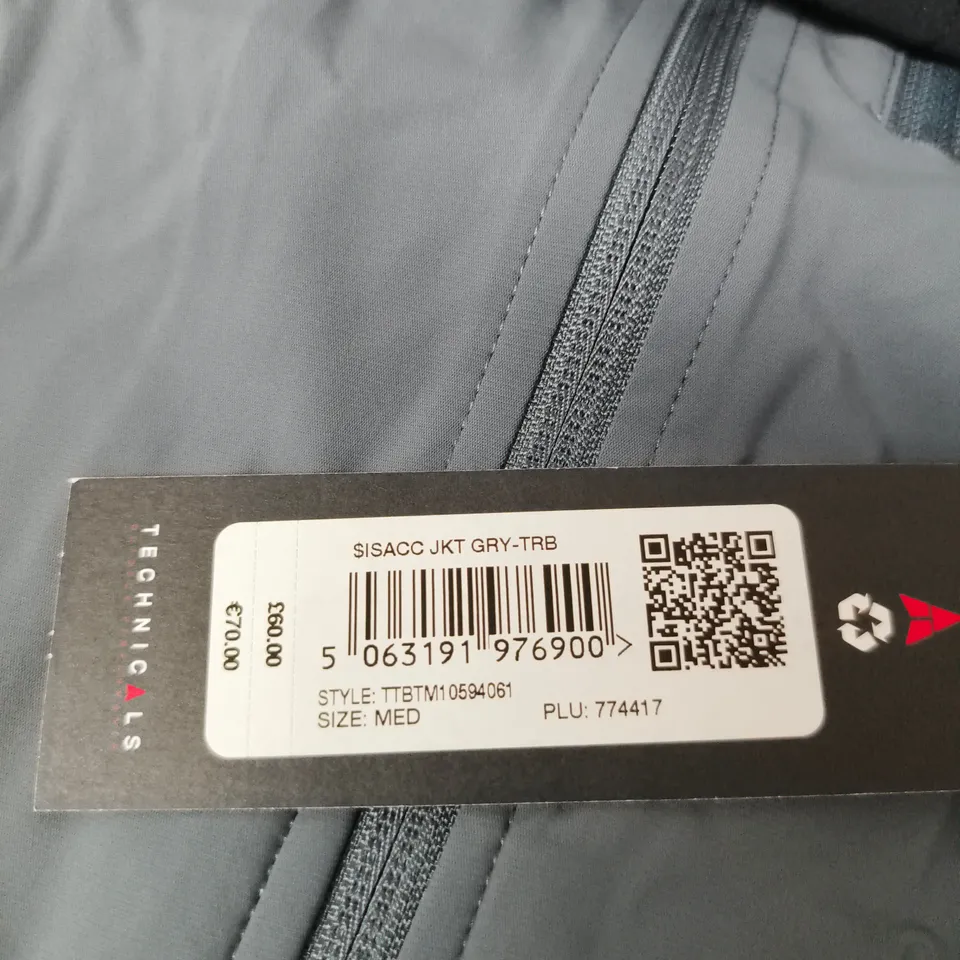 TECHNICALS
€70.00
£60.00
$ISACC JKT GRY-TRB
5 063191 976900 >
STYLE: TTBTM10594061
SIZE: MED
PLU: 774417